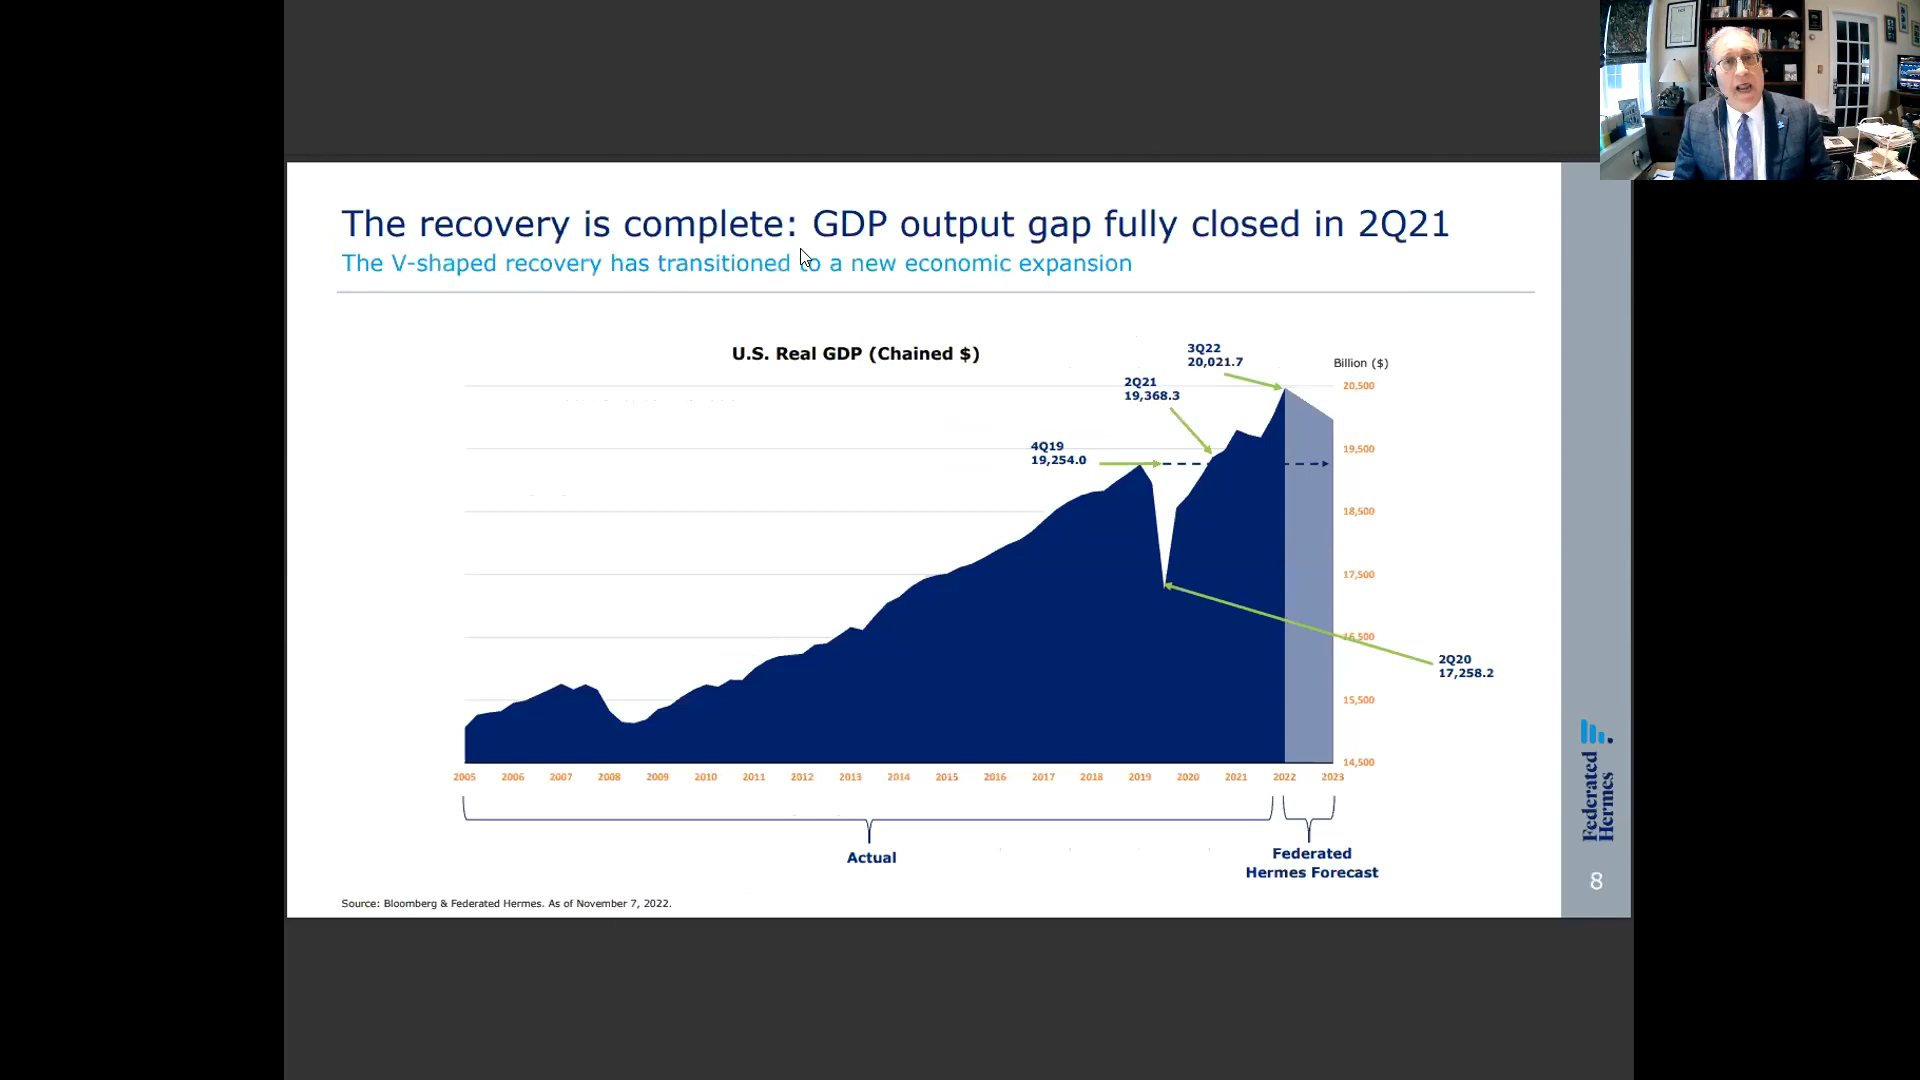 The recovery is complete: GDP output gap fully closed in 2Q21
The V-shaped recovery has transitioned to a new economic expansion
U.S. Real GDP (Chained $)
3Q22
20,021.7
Billion ($)
2Q21
19,368.3
20,500
4Q19
19,254.0
19,500
18,500
17,500
16,500
2Q20
17,258.2
15,500
14,500
2005 2006 2007 2008 2009 2010 2011 2012 2013 2014 2015 2016 2017 2018 2019 2020 2021 2022 2023
Actual
Federated
Hermes Forecast
Federated
Hermes
8
Source: Bloomberg & Federated Hermes. As of November 7, 2022.